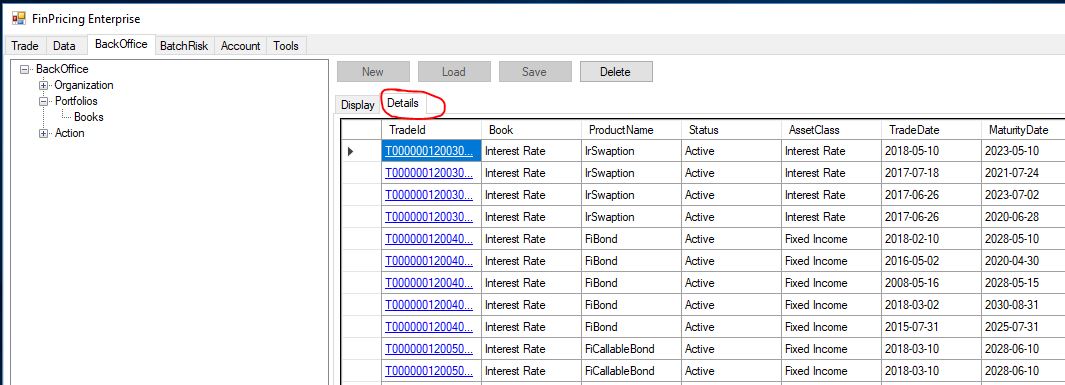 FinPricing Enterprise
Trade Data BackOffice BatchRisk Account Tools
BackOffice
Organization
Portfolios
Books
Action
New Load Save Delete
Display Details
TradeId Book ProductName Status AssetClass TradeDate MaturityDate
T000000120030... Interest Rate IrSwaption Active Interest Rate 2018-05-10 2023-05-10
T000000120030... Interest Rate IrSwaption Active Interest Rate 2017-07-18 2021-07-24
T000000120030... Interest Rate IrSwaption Active Interest Rate 2017-06-26 2023-07-02
T000000120030... Interest Rate IrSwaption Active Interest Rate 2017-06-26 2020-06-28
T000000120040... Interest Rate FiBond Active Fixed Income 2018-02-10 2028-05-10
T000000120040... Interest Rate FiBond Active Fixed Income 2016-05-02 2020-04-30
T000000120040... Interest Rate FiBond Active Fixed Income 2008-05-16 2028-05-15
T000000120040... Interest Rate FiBond Active Fixed Income 2018-03-02 2030-08-31
T000000120040... Interest Rate FiBond Active Fixed Income 2015-07-31 2025-07-31
T000000120050... Interest Rate FiCallableBond Active Fixed Income 2018-03-10 2028-06-10
T000000120050... Interest Rate FiCallableBond Active Fixed Income 2018-03-10 2028-06-10